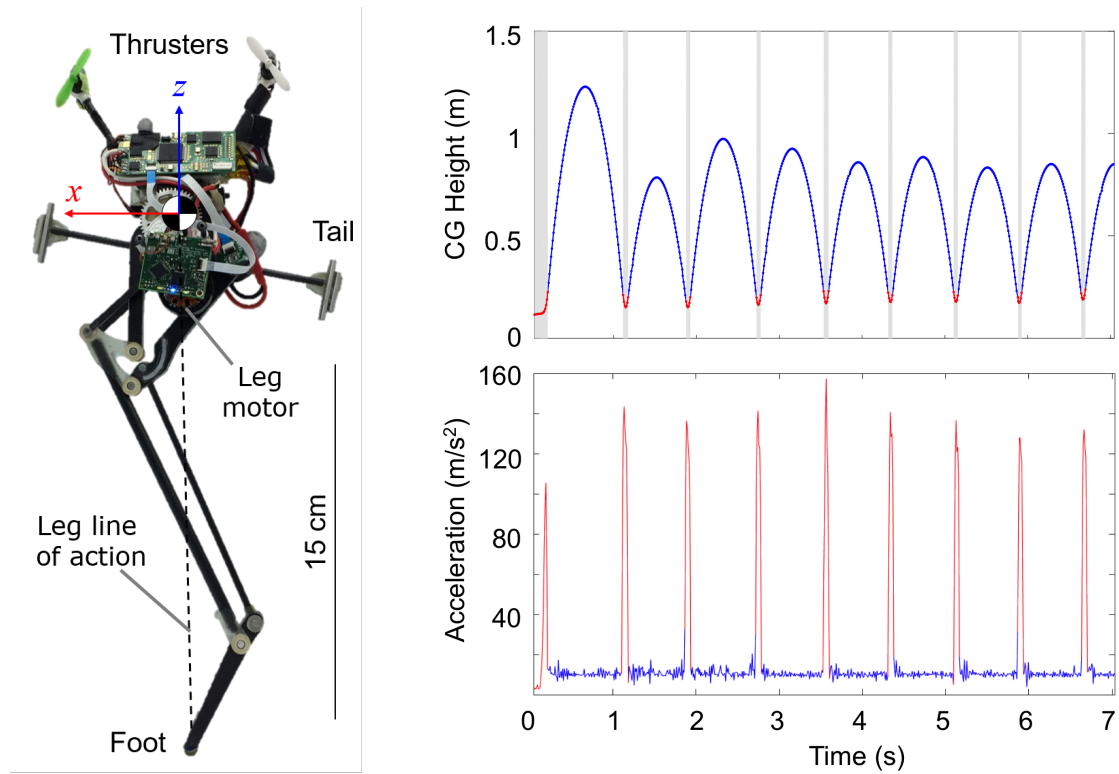 Thrusters
z
x
Tail
Leg
motor
Leg line
of action
15 cm
Foot
CG Height (m)
1.5
1
0.5
0
Acceleration (m/s²)
160
120
80
40
0
1
2
3
4
5
6
7
Time (s)